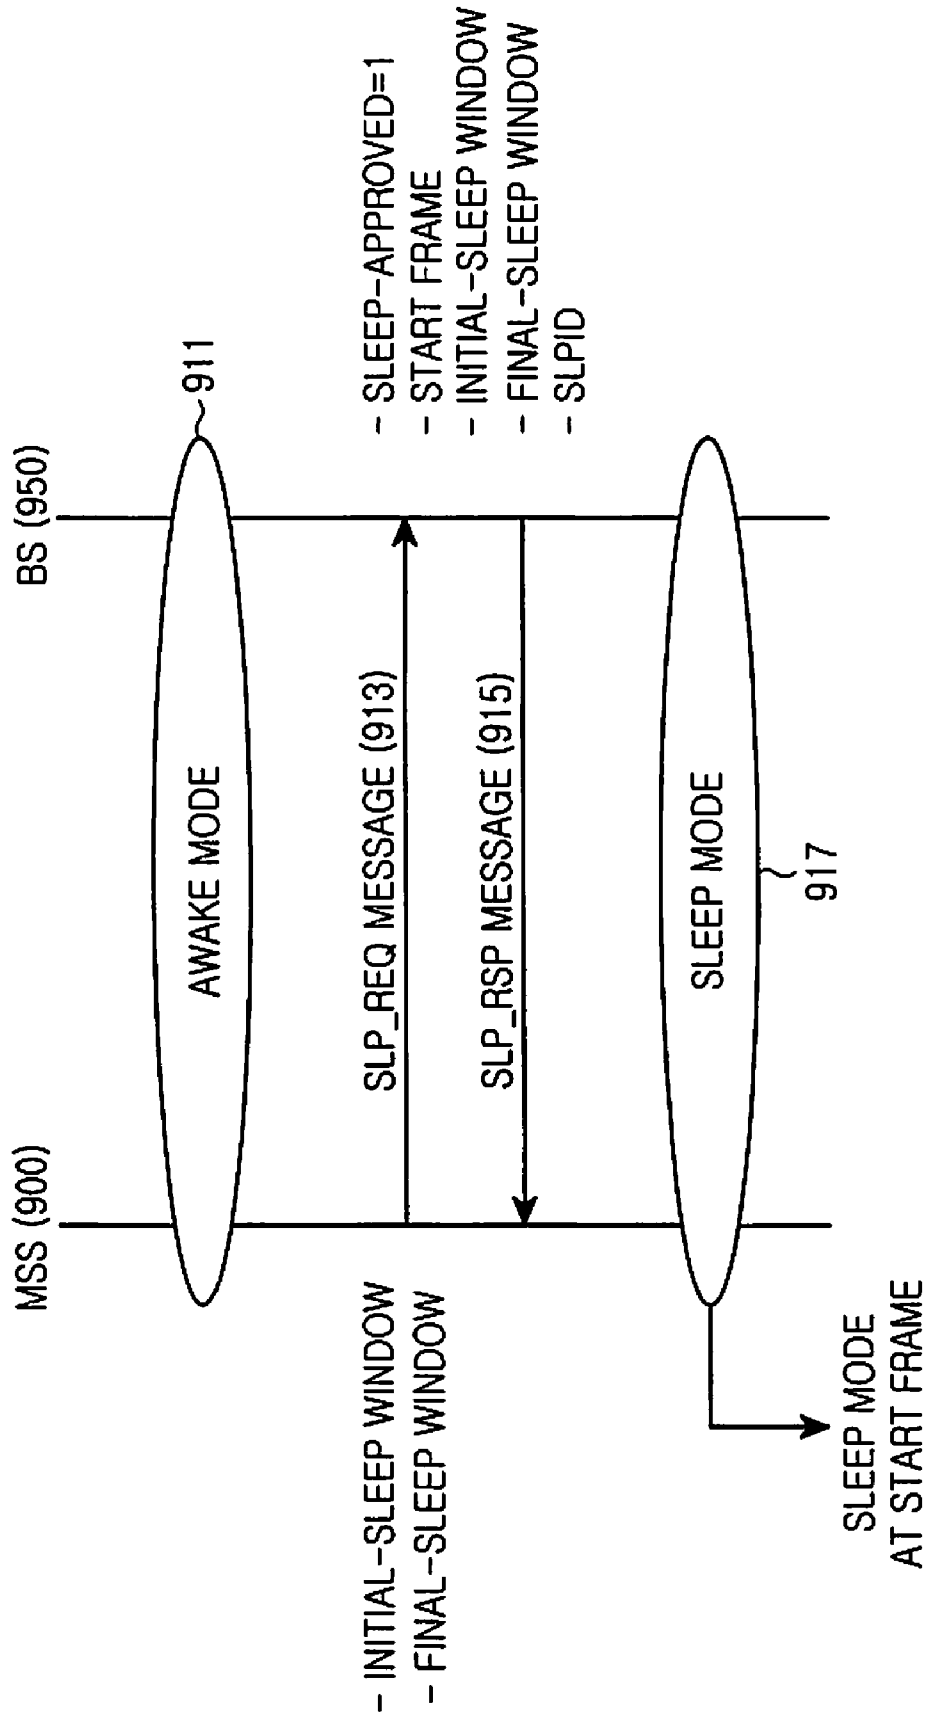 MSS (900)
BS (950)
AWAKE MODE
911
- INITIAL-SLEEP WINDOW
- FINAL-SLEEP WINDOW
SLP_REQ MESSAGE (913)
SLP_RSP MESSAGE (915)
- SLEEP-APPROVED=1
- START FRAME
- INITIAL-SLEEP WINDOW
- FINAL-SLEEP WINDOW
- SLPID
SLEEP MODE
917
SLEEP MODE
AT START FRAME